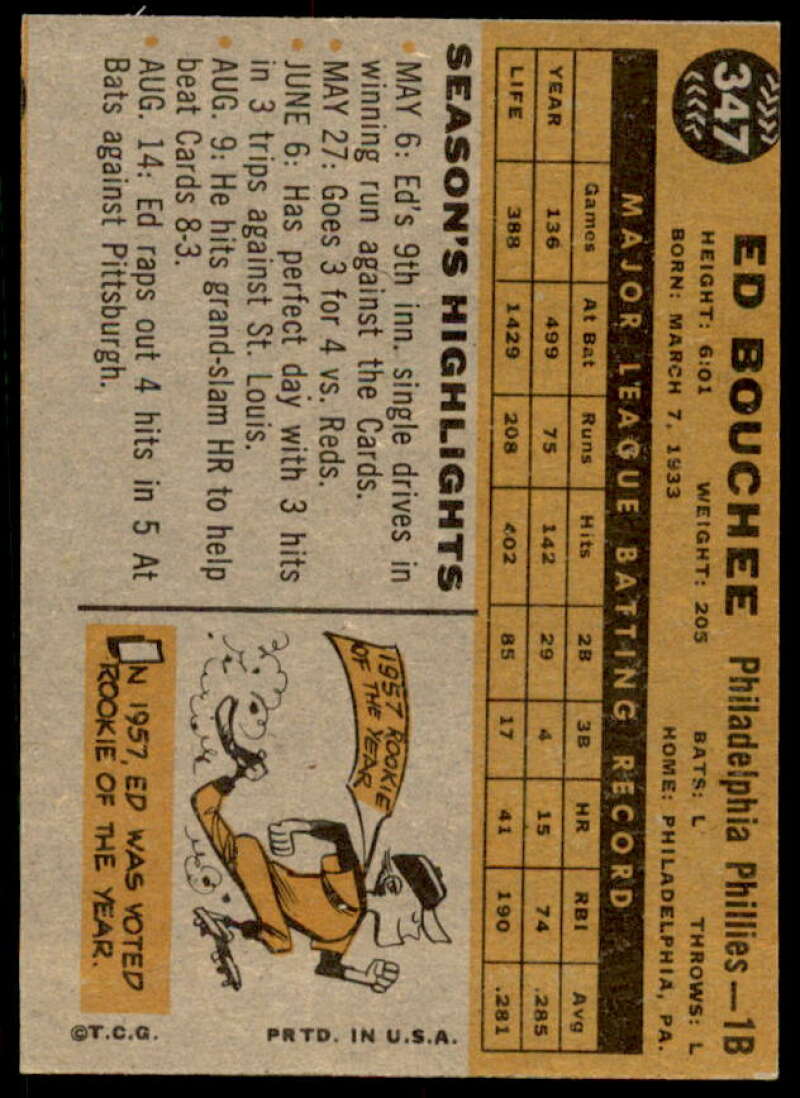 347
ED BOUCHEE Philadelphia Phillies—1B
HEIGHT: 6:01 WEIGHT: 205 BATS: L THROWS: L
BORN: MARCH 7, 1933 HOME: PHILADELPHIA, PA.
MAJOR LEAGUE BATTING RECORD
Games At Bat Runs Hits 2B 3B HR RBI Avg
YEAR 136 499 75 142 29 4 15 74 .285
LIFE 388 1429 208 402 85 17 41 190 .281
SEASON'S HIGHLIGHTS
• MAY 6: Ed's 9th inn. single drives in
winning run against the Cards.
• MAY 27: Goes 3 for 4 vs. Reds.
• JUNE 6: Has perfect day with 3 hits
in 3 trips against St. Louis.
• AUG. 9: He hits grand-slam HR to help
beat Cards 8-3.
• AUG. 14: Ed raps out 4 hits in 5 At
Bats against Pittsburgh.
1957 ROOKIE
OF THE YEAR
IN 1957, ED WAS VOTED
ROOKIE OF THE YEAR.
©T.C.G. PRTD. IN U.S.A.